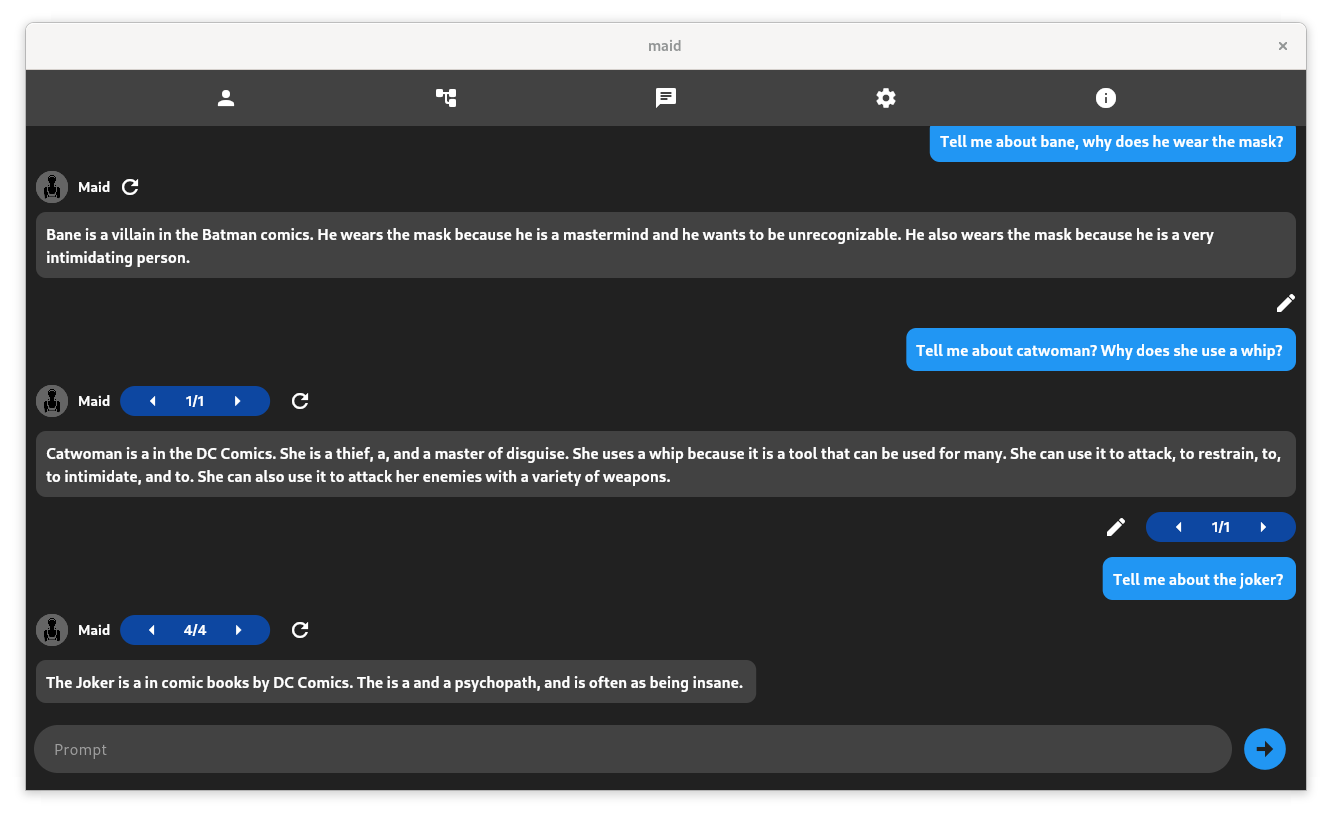 maid
Tell me about bane, why does he wear the mask?
Maid
Bane is a villain in the Batman comics. He wears the mask because he is a mastermind and he wants to be unrecognizable. He also wears the mask because he is a very
intimidating person.
Tell me about catwoman? Why does she use a whip?
Maid 1/1
Catwoman is a in the DC Comics. She is a thief, a, and a master of disguise. She uses a whip because it is a tool that can be used for many. She can use it to attack, to restrain, to,
to intimidate, and to. She can also use it to attack her enemies with a variety of weapons.
1/1
Tell me about the joker?
Maid 4/4
The Joker is a in comic books by DC Comics. The is a and a psychopath, and is often as being insane.
Prompt